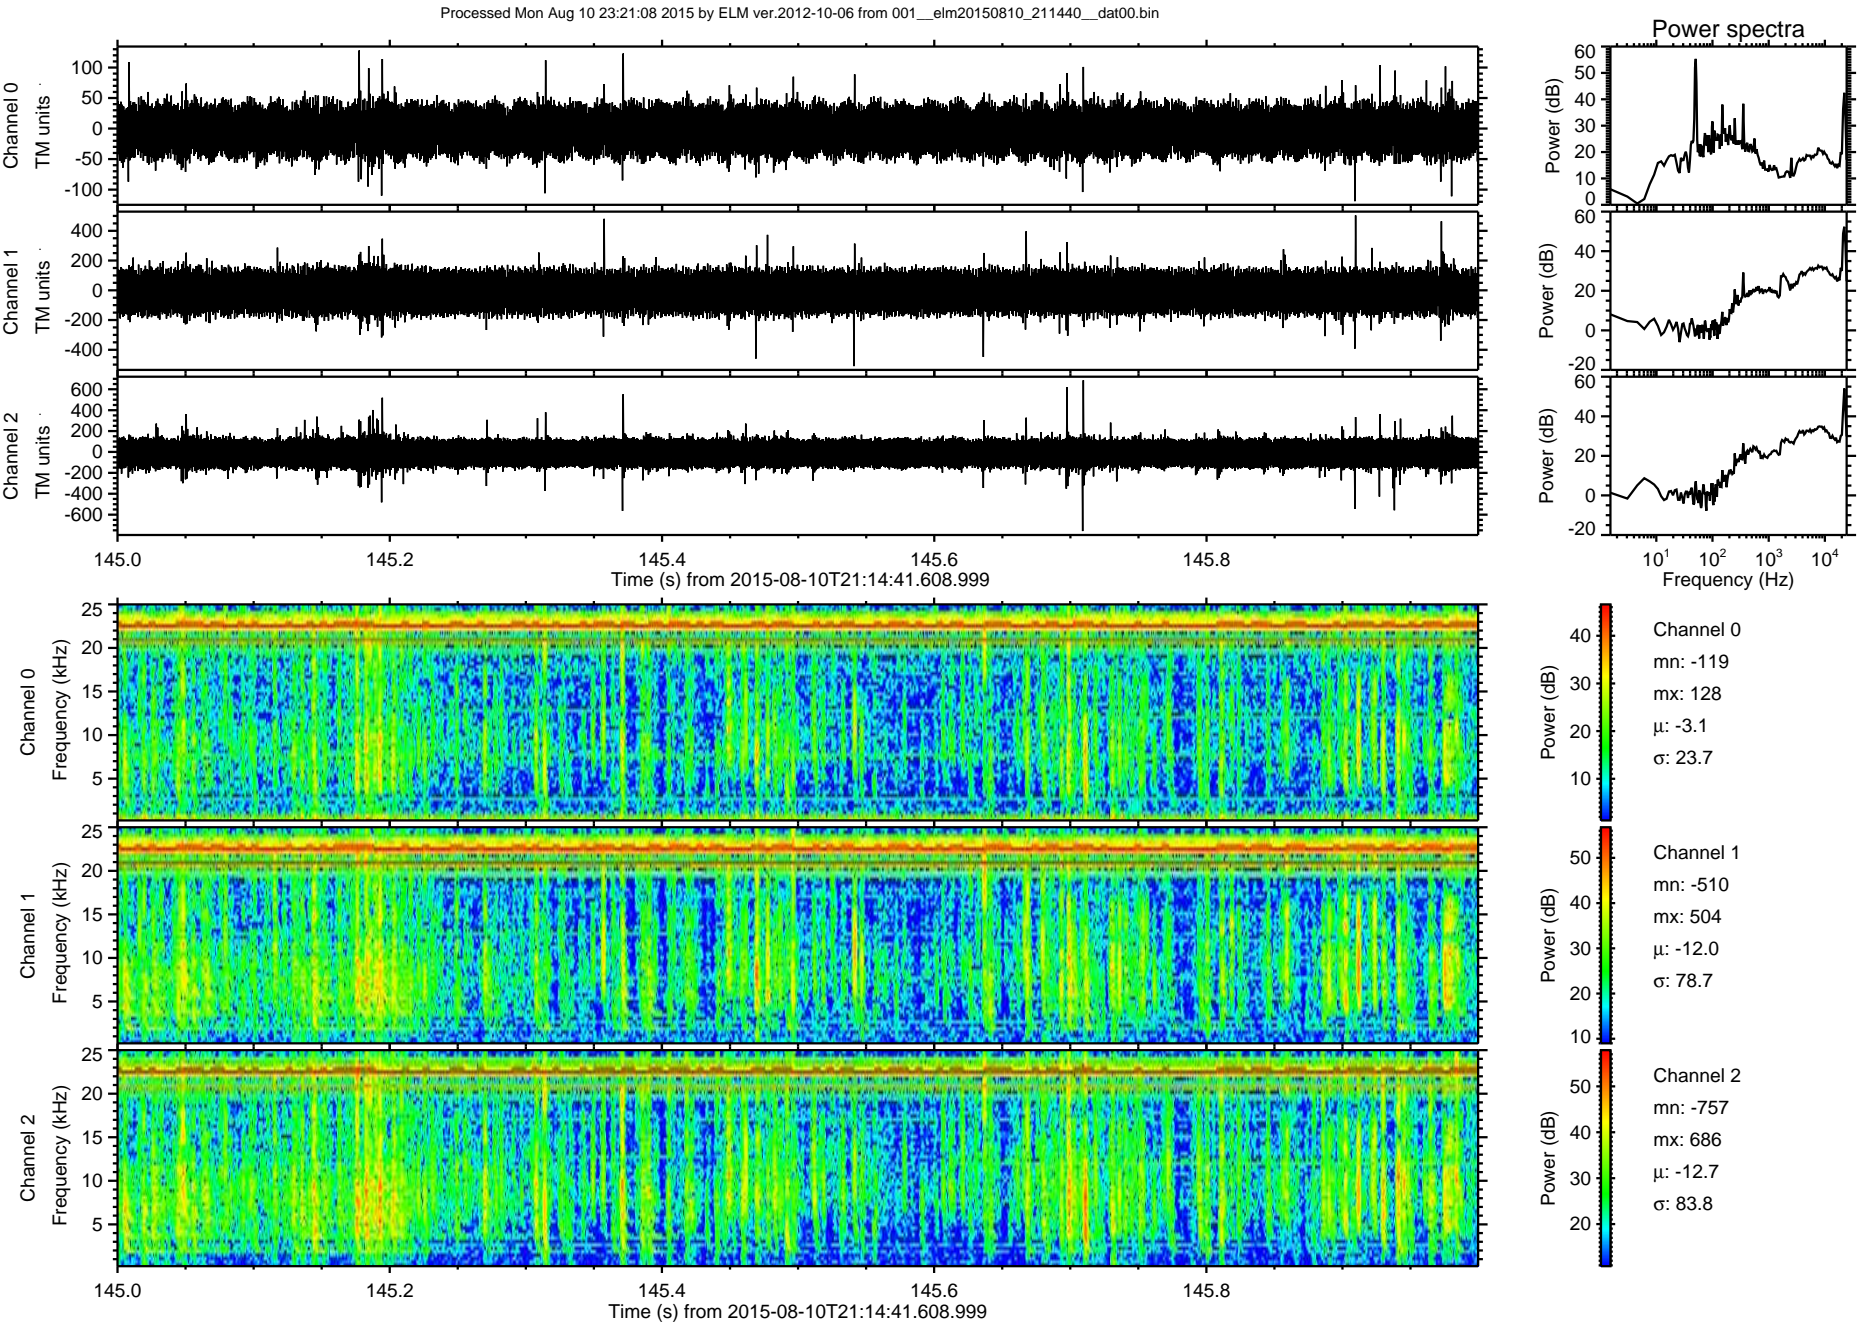 Processed Mon Aug 10 23:21:08 2015 by ELM ver.2012-10-06 from 001__elm20150810_211440__dat00.bin
Power spectra
Channel 0
TM units
100
50
0
-50
-100
Power (dB)
60
50
40
30
20
10
0
Channel 1
TM units
400
200
0
-200
-400
Power (dB)
60
40
20
0
-20
Channel 2
TM units
600
400
200
0
-200
-400
-600
Power (dB)
60
40
20
0
-20
145.0 145.2 145.4 145.6 145.8
Time (s) from 2015-08-10T21:14:41.608.999
10¹ 10² 10³ 10⁴
Frequency (Hz)
Channel 0
Frequency (kHz)
25
20
15
10
5
Power (dB)
40
30
20
10
Channel 0
mn: -119
mx: 128
μ: -3.1
σ: 23.7
Channel 1
Frequency (kHz)
25
20
15
10
5
Power (dB)
50
40
30
20
10
Channel 1
mn: -510
mx: 504
μ: -12.0
σ: 78.7
Channel 2
Frequency (kHz)
25
20
15
10
5
Power (dB)
50
40
30
20
Channel 2
mn: -757
mx: 686
μ: -12.7
σ: 83.8
145.0 145.2 145.4 145.6 145.8
Time (s) from 2015-08-10T21:14:41.608.999